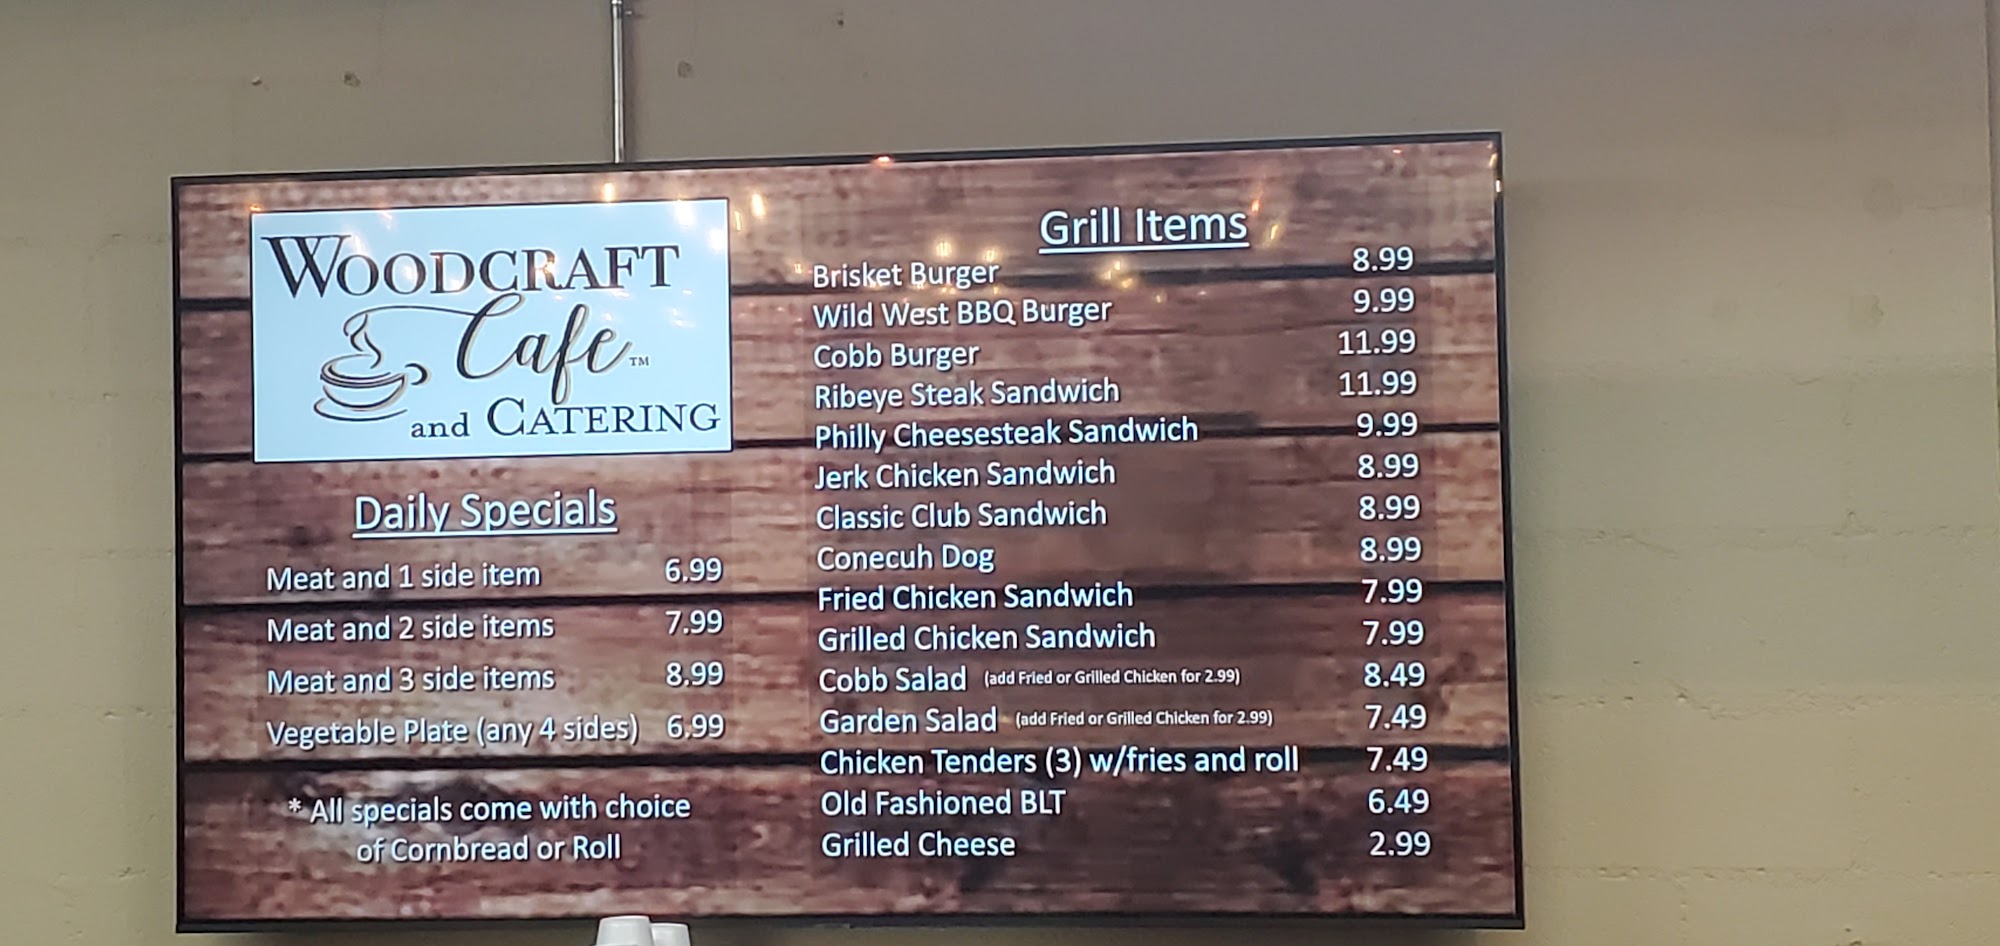 WOODCRAFT
Cafe TM
and CATERING
Daily Specials
Meat and 1 side item 6.99
Meat and 2 side items 7.99
Meat and 3 side items 8.99
Vegetable Plate (any 4 sides) 6.99
* All specials come with choice
of Cornbread or Roll
Grill Items
Brisket Burger 8.99
Wild West BBQ Burger 9.99
Cobb Burger 11.99
Ribeye Steak Sandwich 11.99
Philly Cheesesteak Sandwich 9.99
Jerk Chicken Sandwich 8.99
Classic Club Sandwich 8.99
Conecuh Dog 8.99
Fried Chicken Sandwich 7.99
Grilled Chicken Sandwich 7.99
Cobb Salad (add Fried or Grilled Chicken for 2.99) 8.49
Garden Salad (add Fried or Grilled Chicken for 2.99) 7.49
Chicken Tenders (3) w/fries and roll 7.49
Old Fashioned BLT 6.49
Grilled Cheese 2.99